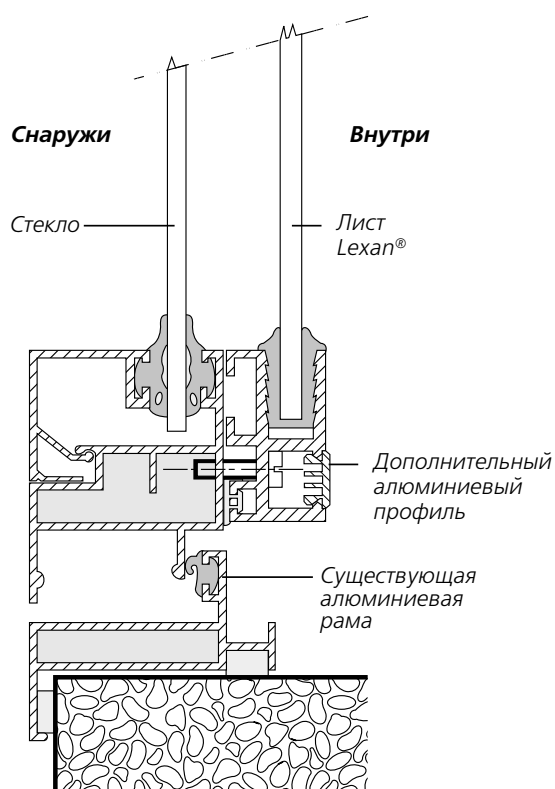 Снаружи
Внутри
Стекло
Лист
Lexan®
Дополнительный
алюминиевый
профиль
Существующая
алюминиевая
рама